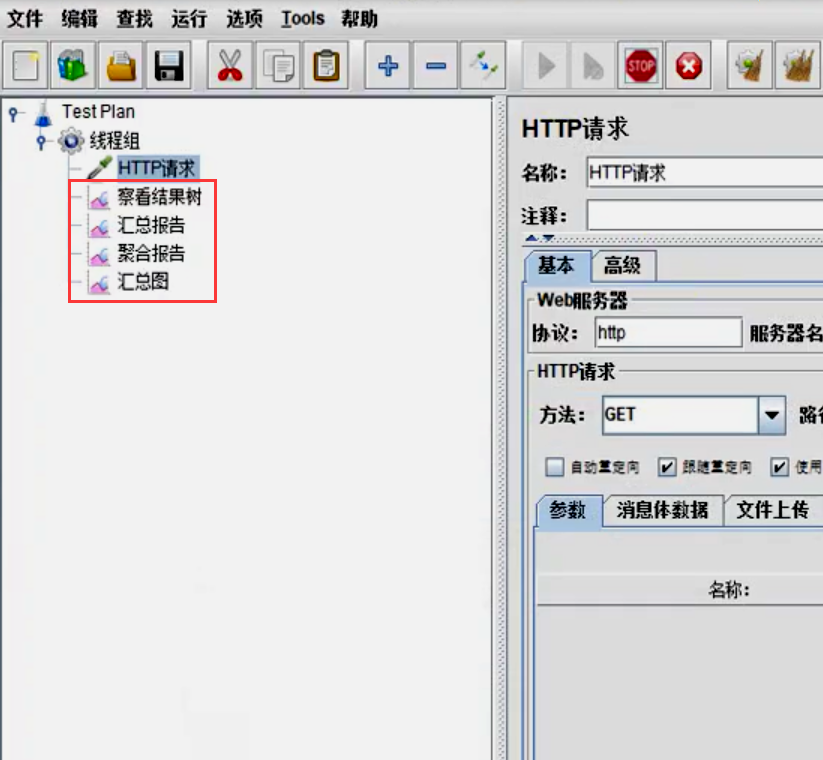 文件 编辑 查找 运行 选项 Tools 帮助
STOP
Test Plan
线程组
HTTP请求
察看结果树
汇总报告
聚合报告
汇总图
HTTP请求
名称： HTTP请求
注释：
基本 高级
Web服务器
协议： http 服务器名
HTTP请求
方法： GET 路径
自动重定向 跟随重定向 使用
参数 消息体数据 文件上传
名称: